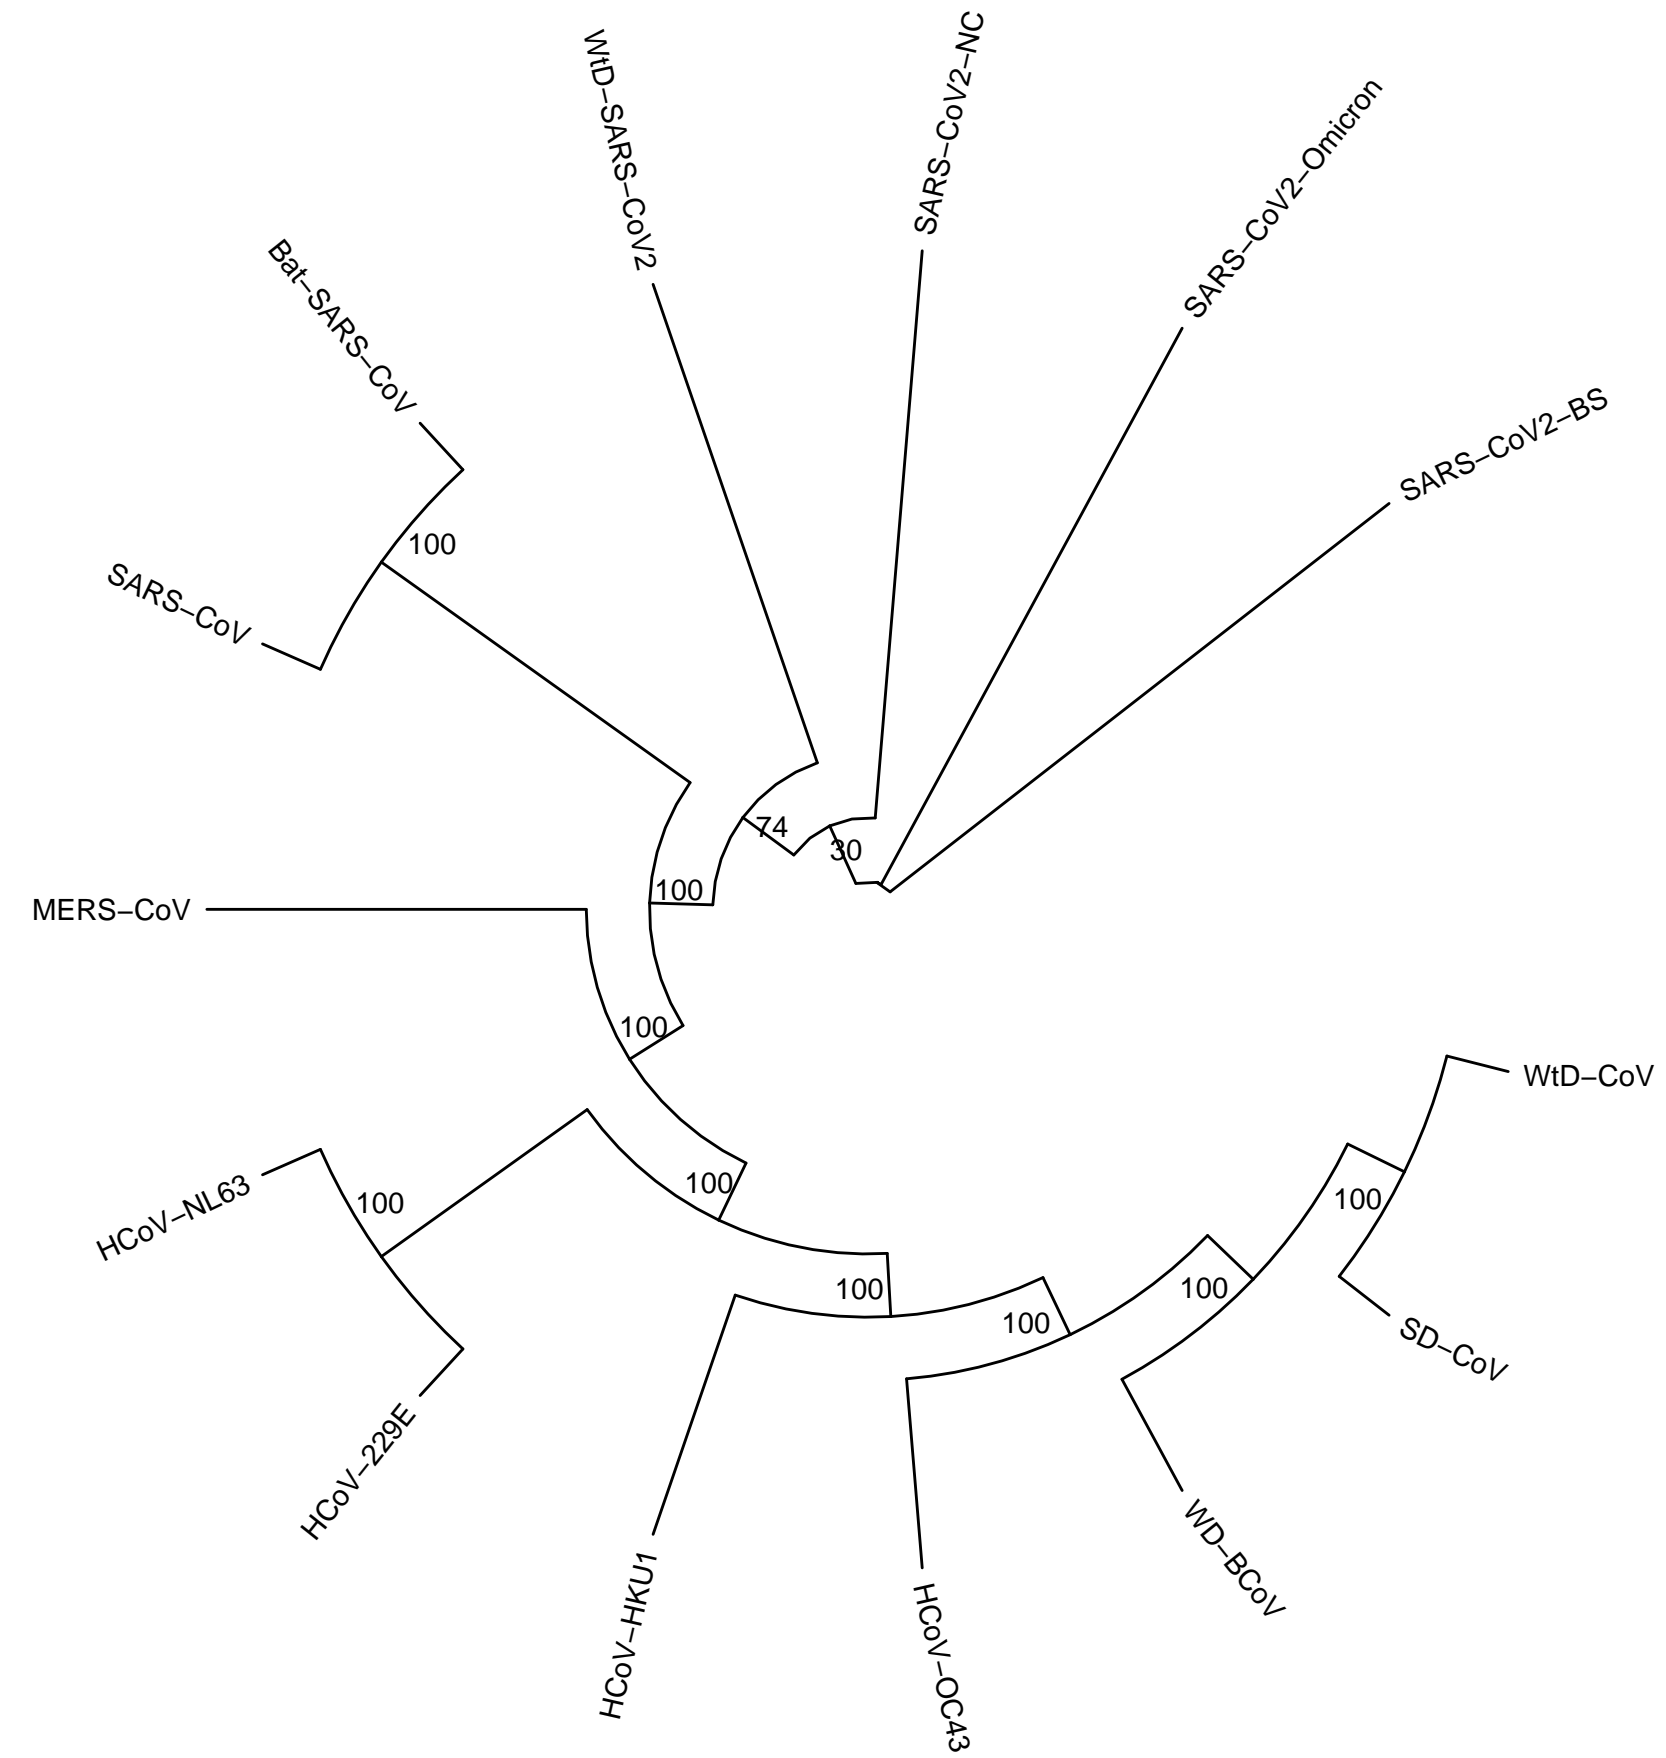 SARS–CoV2–NC
WtD–SARS–CoV2
SARS–CoV2–Omicron
Bat–SARS–CoV
SARS–CoV2–BS
100
SARS–CoV
74
30
100
MERS–CoV
100
WtD–CoV
100
100
100
HCoV–NL63
100
100
100
SD–CoV
HCoV–229E
WD–BCoV
HCoV–HKU1
HCoV–OC43